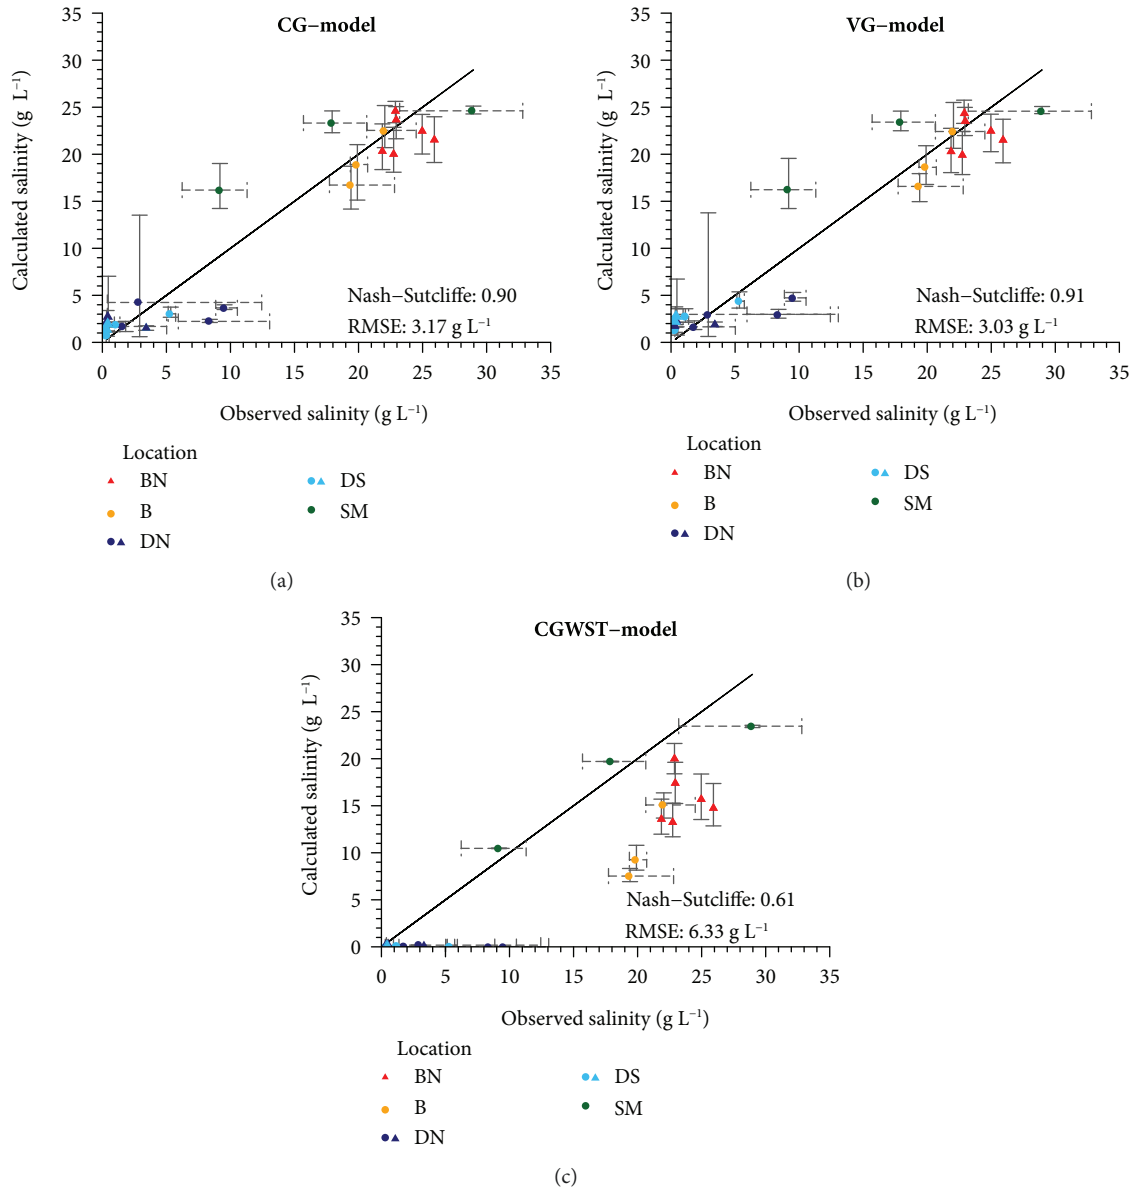 CG−model
Calculated salinity (g L⁻¹)
35
30
25
20
15
10
5
0
Nash−Sutcliffe: 0.90
RMSE: 3.17 g L⁻¹
0 5 10 15 20 25 30 35
Observed salinity (g L⁻¹)
Location
BN
B
DN
DS
SM
(a)
VG−model
Calculated salinity (g L⁻¹)
35
30
25
20
15
10
5
0
Nash−Sutcliffe: 0.91
RMSE: 3.03 g L⁻¹
0 5 10 15 20 25 30 35
Observed salinity (g L⁻¹)
Location
BN
B
DN
DS
SM
(b)
CGWST−model
Calculated salinity (g L⁻¹)
35
30
25
20
15
10
5
0
Nash−Sutcliffe: 0.61
RMSE: 6.33 g L⁻¹
0 5 10 15 20 25 30 35
Observed salinity (g L⁻¹)
Location
BN
B
DN
DS
SM
(c)